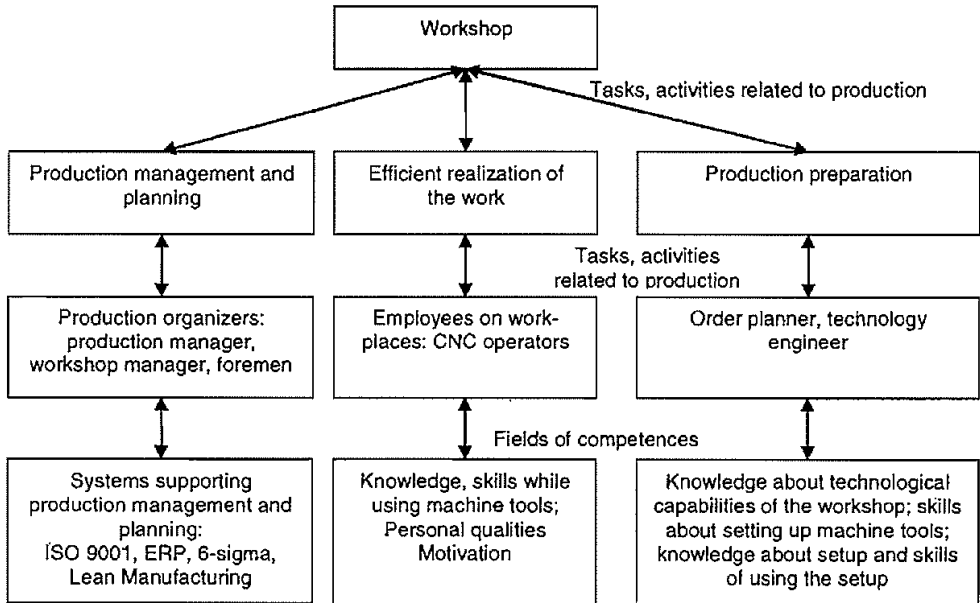 Workshop
Tasks, activities related to production
Production management and
planning
Efficient realization of
the work
Production preparation
Tasks, activities
related to production
Production organizers:
production manager,
workshop manager, foremen
Employees on work-
places: CNC operators
Order planner, technology
engineer
Fields of competences
Systems supporting
production management and
planning:
ISO 9001, ERP, 6-sigma,
Lean Manufacturing
Knowledge, skills while
using machine tools;
Personal qualities
Motivation
Knowledge about technological
capabilities of the workshop; skills
about setting up machine tools;
knowledge about setup and skills
of using the setup